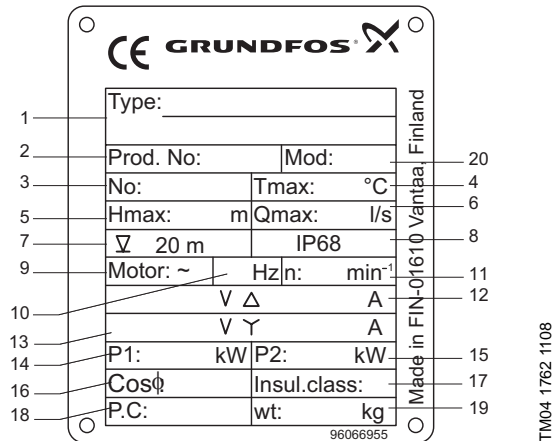 CE GRUNDFOS
Type:
Prod. No: Mod:
No: Tmax: °C
Hmax: m Qmax: l/s
20 m IP68
Motor: ~ Hz n: min-1
V △ A
V Y A
P1: kW P2: kW
Cosϕ Insul.class:
P.C: wt: kg
96066955
Made in FIN-01610 Vantaa, Finland
1
2
3
5
7
9
10
13
14
16
18
20
4
6
8
11
12
15
17
19
TM04 1762 1108